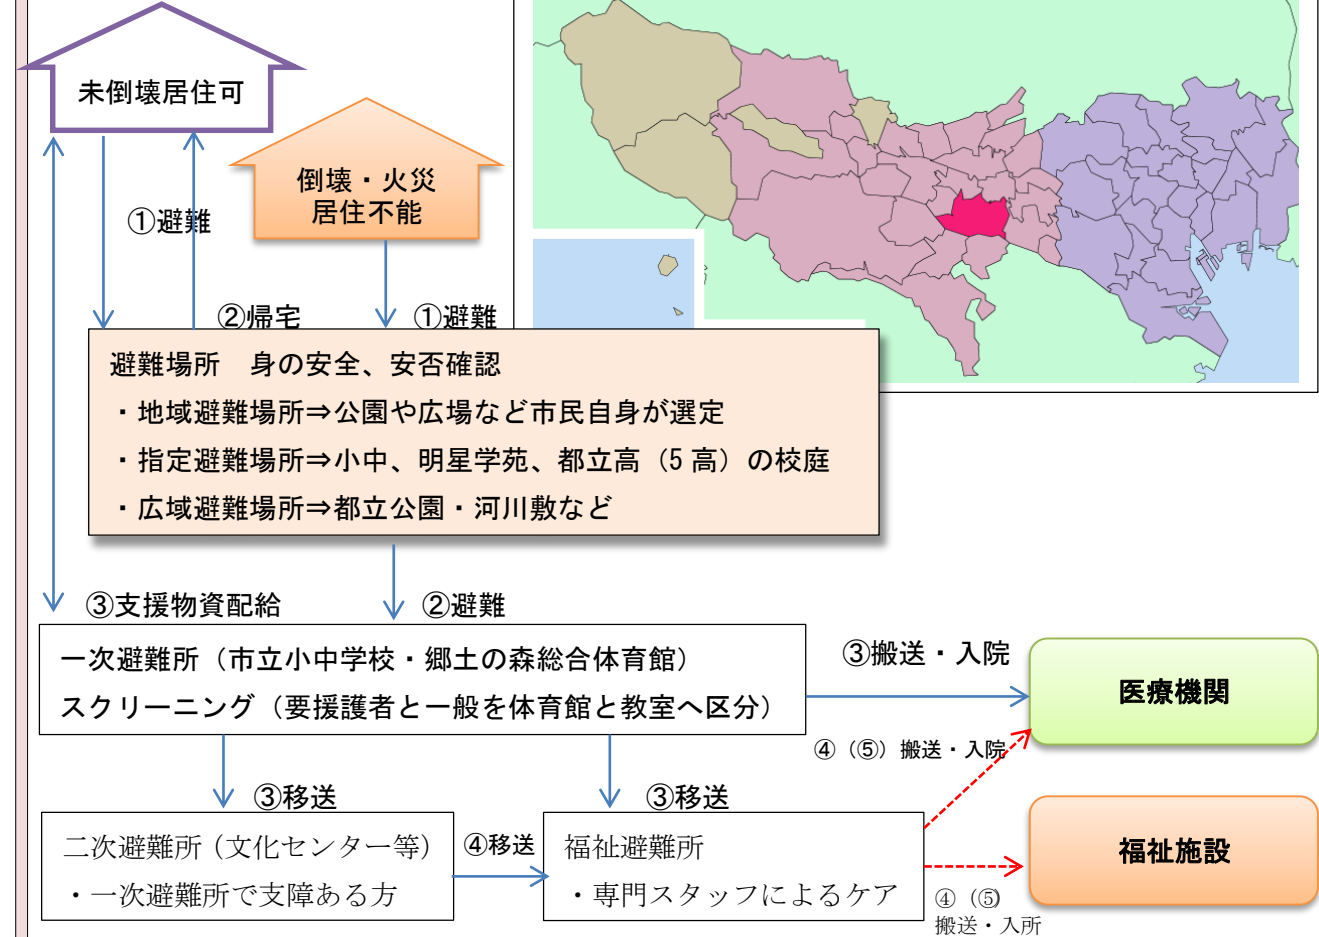 未倒壊居住可
倒壊・火災
居住不能
①避難
②帰宅
①避難
避難場所　身の安全、安否確認
・地域避難場所⇒公園や広場など市民自身が選定
・指定避難場所⇒小中、明星学苑、都立高（5高）の校庭
・広域避難場所⇒都立公園・河川敷など
③支援物資配給
②避難
一次避難所（市立小中学校・郷土の森総合体育館）
スクリーニング（要援護者と一般を体育館と教室へ区分）
③搬送・入院
医療機関
④（⑤）搬送・入院
③移送
③移送
二次避難所（文化センター等）
・一次避難所で支障ある方
④移送
福祉避難所
・専門スタッフによるケア
福祉施設
④（⑤）
搬送・入所